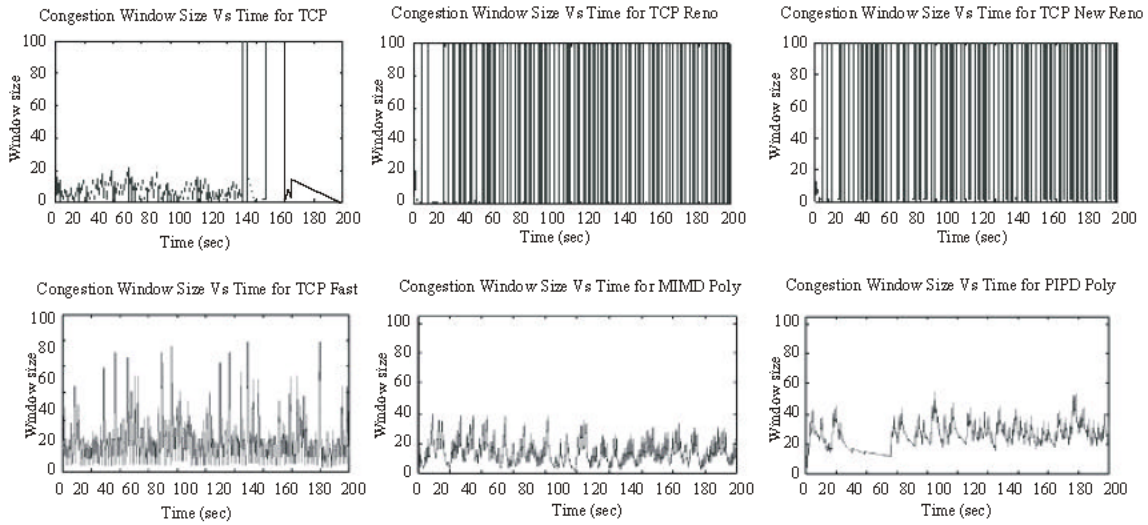 Congestion Window Size Vs Time for TCP
Window size
100
80
60
40
20
0
0 20 40 60 80 100 120 140 160 180 200
Time (sec)
Congestion Window Size Vs Time for TCP Reno
Window size
100
80
60
40
20
0
0 20 40 60 80 100 120 140 160 180 200
Time (sec)
Congestion Window Size Vs Time for TCP New Reno
Window size
100
80
60
40
20
0
0 20 40 60 80 100 120 140 160 180 200
Time (sec)
Congestion Window Size Vs Time for TCP Fast
Window size
100
80
60
40
20
0
0 20 40 60 80 100 120 140 160 180 200
Time (sec)
Congestion Window Size Vs Time for MIMD Poly
Window size
100
80
60
40
20
0
0 20 40 60 80 100 120 140 160 180 200
Time (sec)
Congestion Window Size Vs Time for PIPD Poly
Window size
100
80
60
40
20
0
0 20 40 60 80 100 120 140 160 180 200
Time (sec)